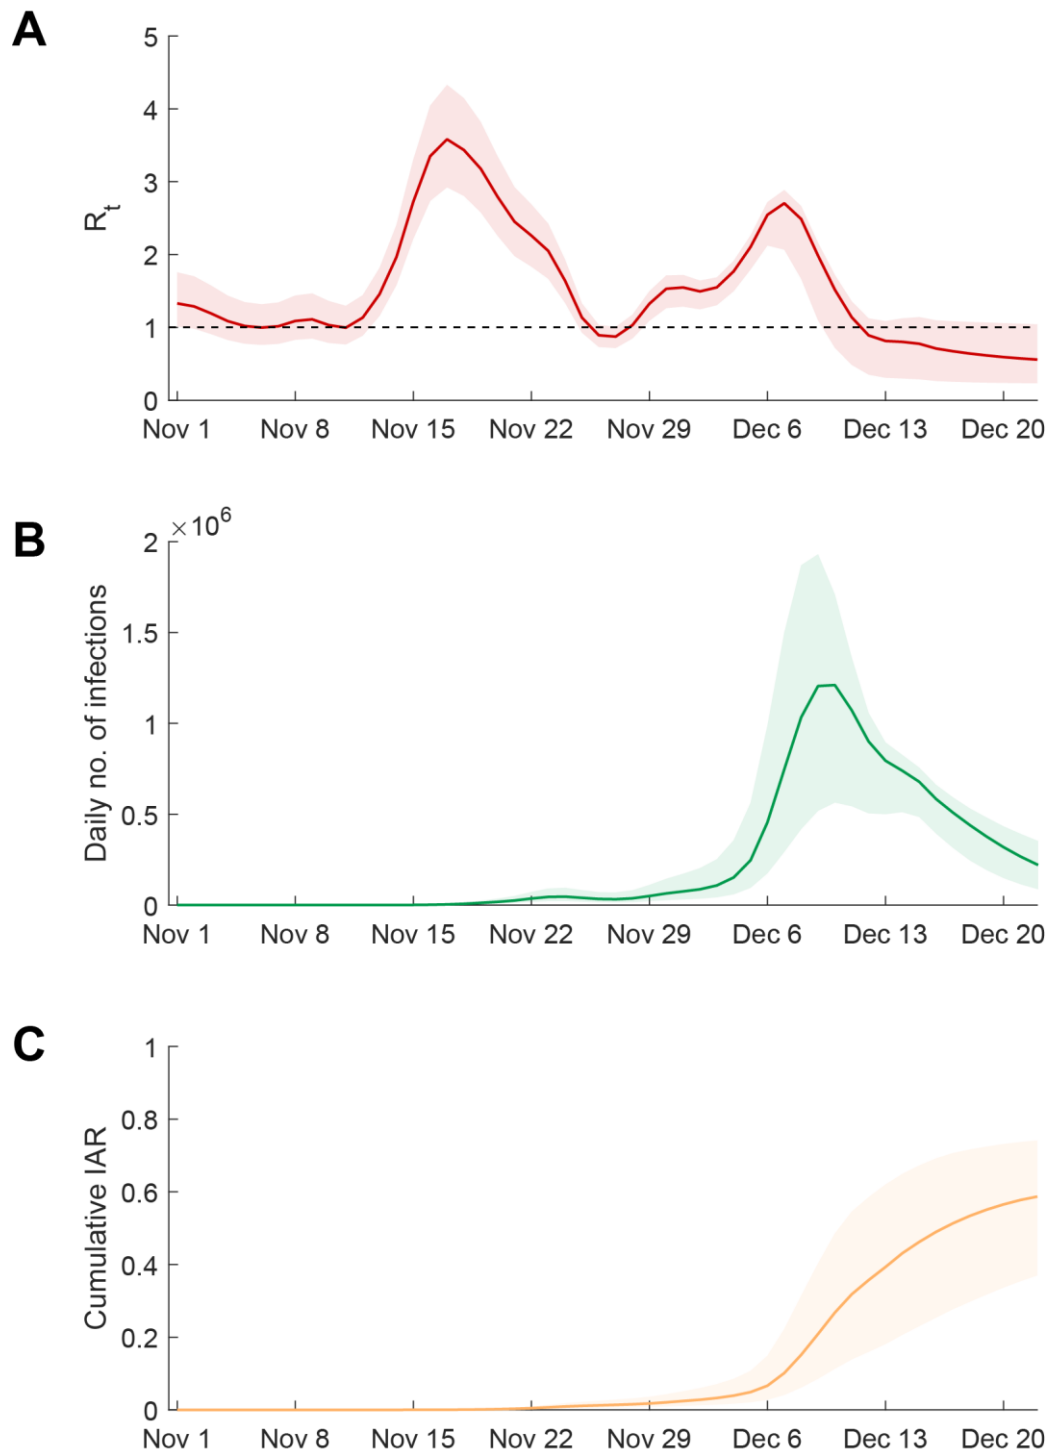 A
5
4
3
2
1
0
R_t
Nov 1 Nov 8 Nov 15 Nov 22 Nov 29 Dec 6 Dec 13 Dec 20
B
×10^6
2
1.5
1
0.5
0
Daily no. of infections
Nov 1 Nov 8 Nov 15 Nov 22 Nov 29 Dec 6 Dec 13 Dec 20
C
1
0.8
0.6
0.4
0.2
0
Cumulative IAR
Nov 1 Nov 8 Nov 15 Nov 22 Nov 29 Dec 6 Dec 13 Dec 20